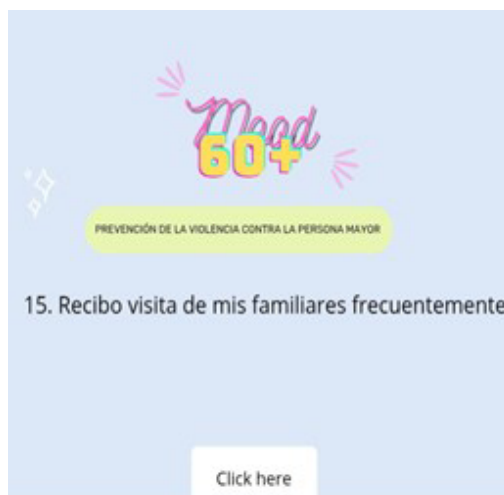 Mood
60+
PREVENCIÓN DE LA VIOLENCIA CONTRA LA PERSONA MAYOR
15. Recibo visita de mis familiares frecuentemente
Click here